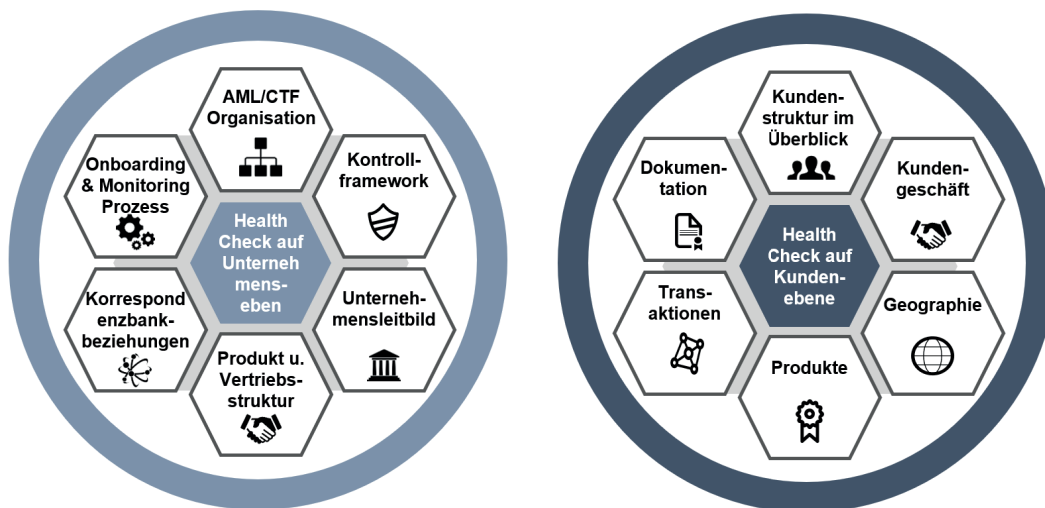 AML/CTF
Organisation
Kontroll-
framework
Unterneh-
mensleitbild
Produkt u.
Vertriebs-
struktur
Korrespond
enzbank-
beziehungen
Onboarding
& Monitoring
Prozess
Health
Check auf
Unterneh
mens-
eben
Kunden-
struktur im
Überblick
Kunden-
geschäft
Geographie
Produkte
Trans-
aktionen
Dokumen-
tation
Health
Check auf
Kunden-
ebene